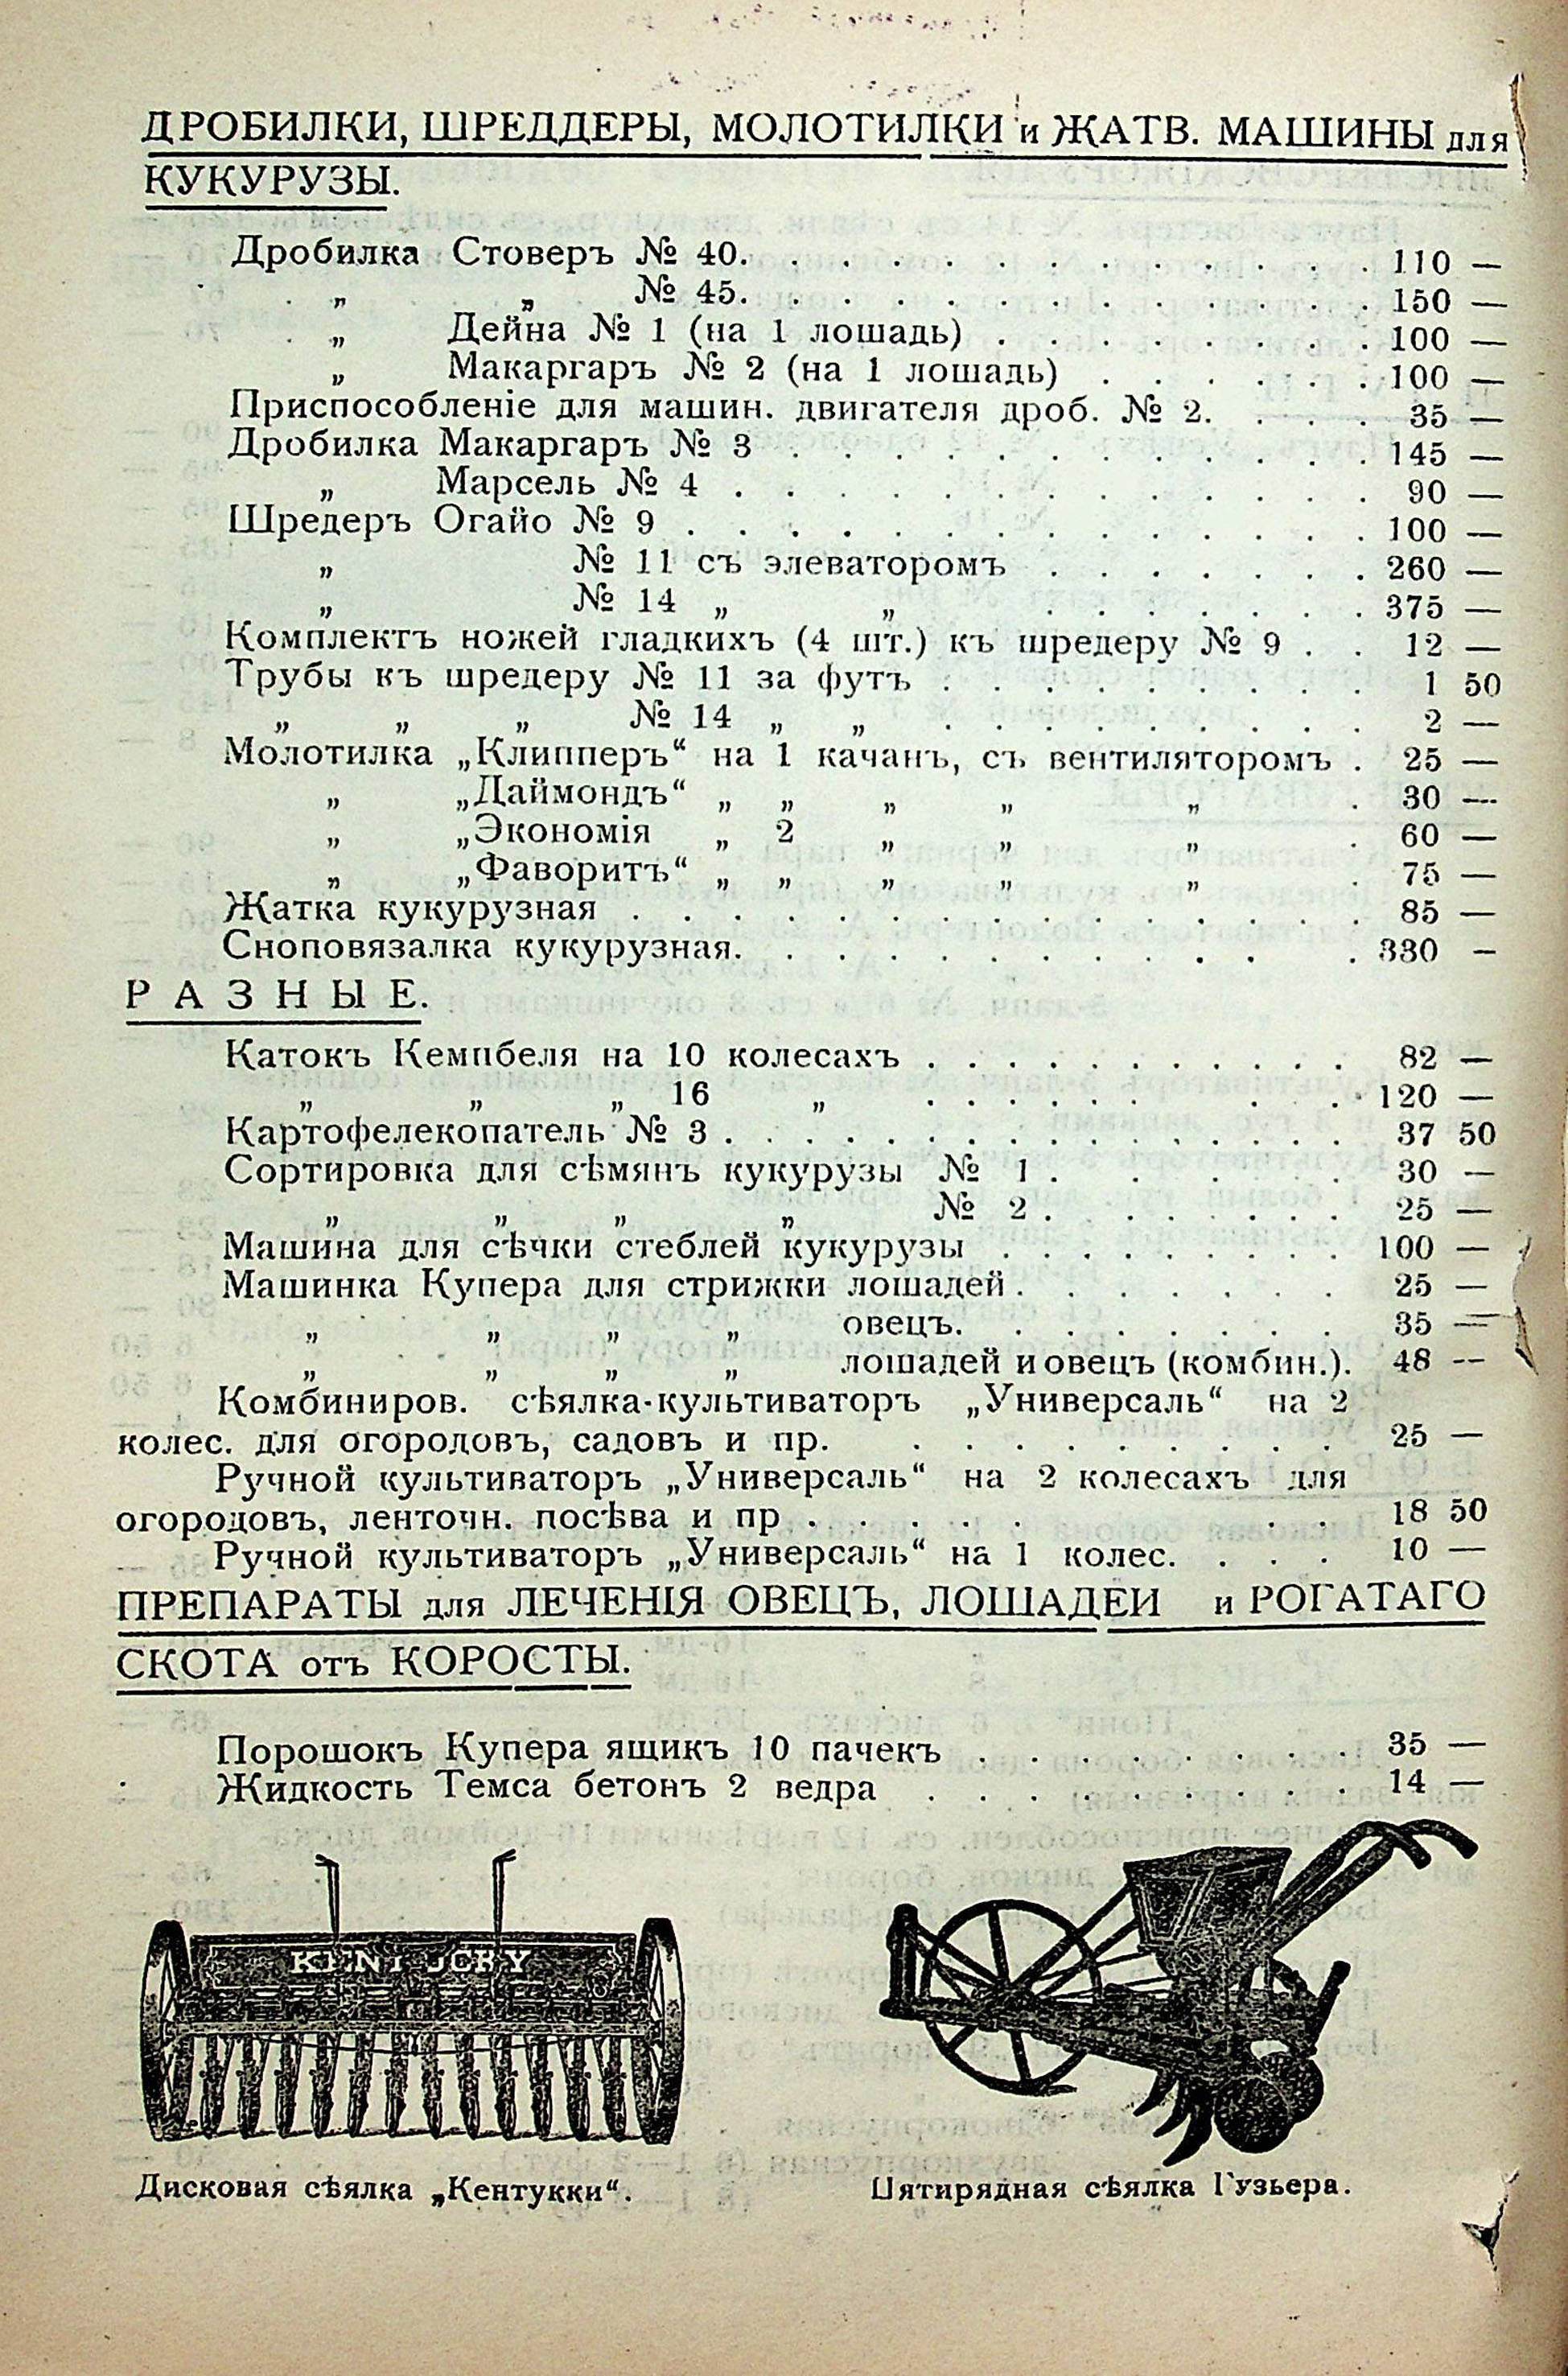 ДРОБИЛКИ, ШРЕДДЕРЫ, МОЛОТИЛКИ и ЖАТВ. МАШИНЫ для
КУКУРУЗЫ.
Дробилка Стоверъ № 40. . . . . . . . . . . . . 110 —
„ „ № 45. . . . . . . . . . . . . 150 —
„ Дейна № 1 (на 1 лошадь) . . . . . . . . 100 —
„ Макаргаръ № 2 (на 1 лошадь) . . . . . . 100 —
Приспособленіе для машин. двигателя дроб. № 2. . . . 35 —
Дробилка Макаргаръ № 3 . . . . . . . . . . . . 145 —
„ Марсель № 4 . . . . . . . . . . . . . 90 —
Шредеръ Огайо № 9 . . . . . . . . . . . . . . 100 —
„ № 11 съ элеваторомъ . . . . . . . 260 —
„ № 14 „ „ . . . . . . . 375 —
Комплектъ ножей гладкихъ (4 шт.) къ шредеру № 9 . . 12 —
Трубы къ шредеру № 11 за футъ . . . . . . . . . 1 50
„ „ „ № 14 „ „ . . . . . . . . . 2 —
Молотилка „Клипперъ“ на 1 качанъ, съ вентиляторомъ . 25 —
„ „Даймондъ“ „ „ „ „ „ . 30 —
„ „Экономія „ 2 „ „ „ . 60 —
„ „Фаворитъ“ „ „ „ „ „ . 75 —
Жатка кукурузная . . . . . . . . . . . . . . . 85 —
Сноповязалка кукурузная. . . . . . . . . . . . 330 —
РАЗНЫЕ.
Катокъ Кемпбеля на 10 колесахъ . . . . . . . . . 82 —
„ „ „ 16 „ . . . . . . . 120 —
Картофелекопатель № 3 . . . . . . . . . . . . . 37 50
Сортировка для сѣмянъ кукурузы № 1 . . . . . . 30 —
„ „ „ „ № 2 . . . . . . . 25 —
Машина для сѣчки стеблей кукурузы . . . . . . . . 100 —
Машинка Купера для стрижки лошадей . . . . . . . 25 —
„ „ „ „ овецъ. . . . . . . . 35 —
„ „ „ „ лошадей и овецъ (комбин.). 48 —
Комбиниров. сѣялка-культиваторъ „Универсаль“ на 2
колес. для огородовъ, садовъ и пр. . . . . . . . . . 25 —
Ручной культиваторъ „Универсаль“ на 2 колесахъ для
огородовъ, ленточн. посѣва и пр . . . . . . . 18 50
Ручной культиваторъ „Универсаль“ на 1 колес. . . . 10 —
ПРЕПАРАТЫ для ЛЕЧЕНІЯ ОВЕЦЪ, ЛОШАДЕЙ и РОГАТАГО
СКОТА отъ КОРОСТЫ.
Порошокъ Купера ящикъ 10 пачекъ . . . . . . . . 35 —
Жидкость Темса бетонъ 2 ведра . . . . . . . . . 14 —
KENTUCKY
Дисковая сѣялка „Кентукки“.
Пятирядная сѣялка Гузьера.